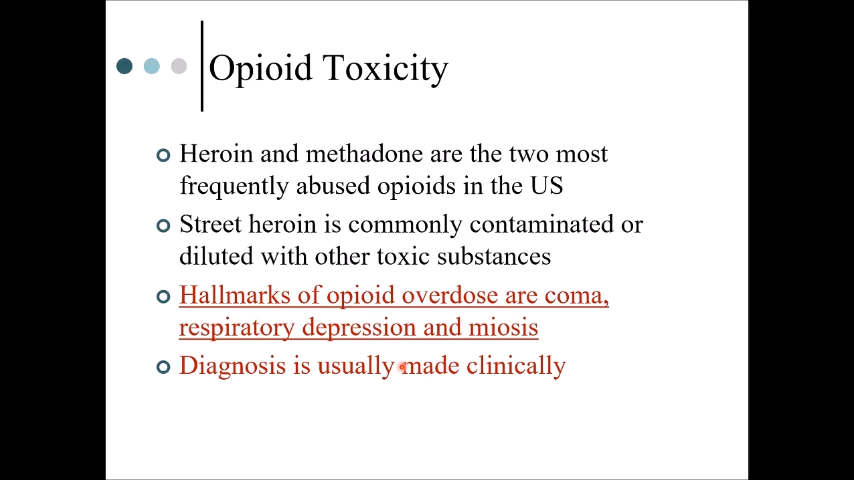 Opioid Toxicity
Heroin and methadone are the two most
frequently abused opioids in the US
Street heroin is commonly contaminated or
diluted with other toxic substances
Hallmarks of opioid overdose are coma,
respiratory depression and miosis
Diagnosis is usually made clinically